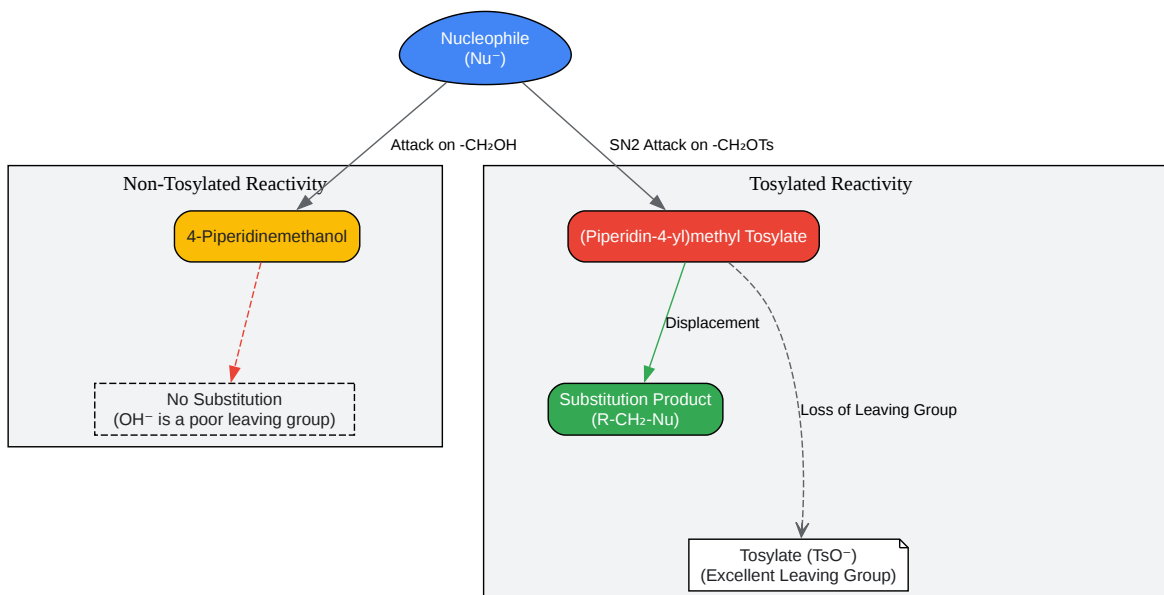 Nucleophile
(Nu⁻)
Attack on -CH₂OH
SN2 Attack on -CH₂OTs
Non-Tosylated Reactivity
Tosylated Reactivity
4-Piperidinemethanol
(Piperidin-4-yl)methyl Tosylate
Displacement
No Substitution
(OH⁻ is a poor leaving group)
Substitution Product
(R-CH₂-Nu)
Loss of Leaving Group
Tosylate (TsO⁻)
(Excellent Leaving Group)